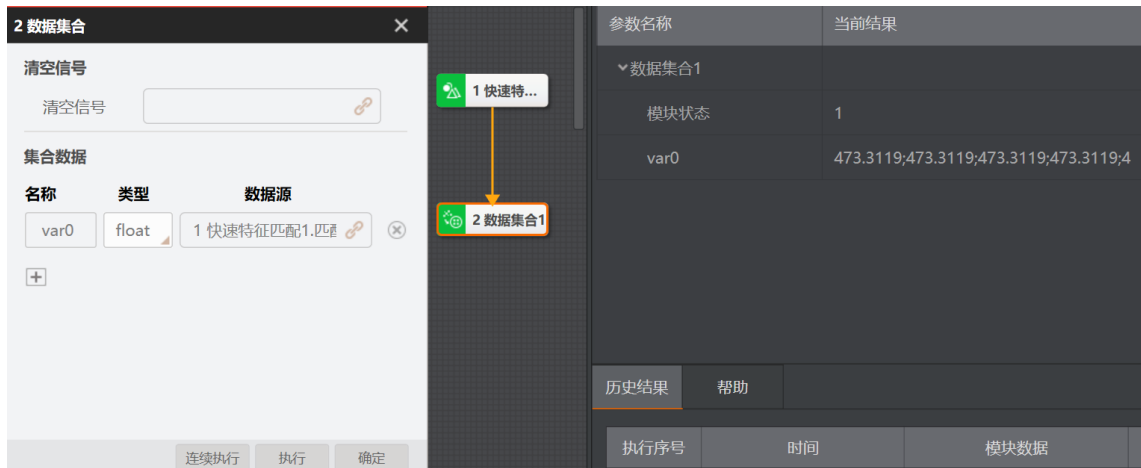 2 数据集合
清空信号
清空信号
集合数据
名称 类型 数据源
var0 float 1 快速特征匹配1.匹配
连续执行 执行 确定
1 快速特...
2 数据集合1
参数名称 当前结果
数据集合1
模块状态 1
var0 473.3119;473.3119;473.3119;473.3119;4
历史结果 帮助
执行序号 时间 模块数据